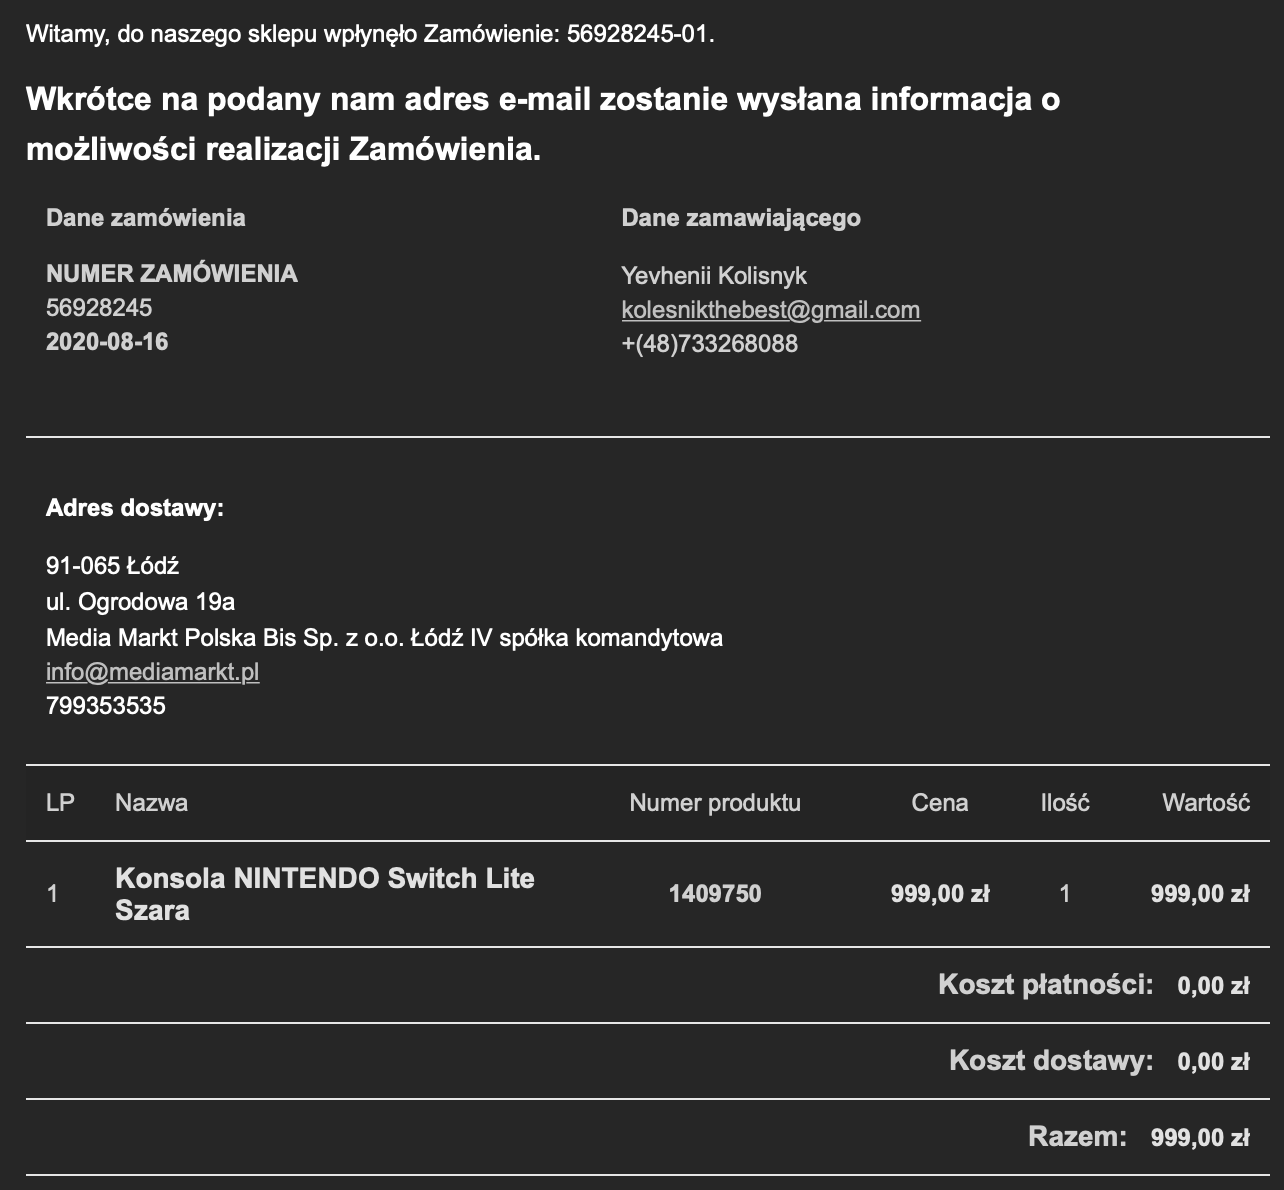 Witamy, do naszego sklepu wpłynęło Zamówienie: 56928245-01.
Wkrótce na podany nam adres e-mail zostanie wysłana informacja o
możliwości realizacji Zamówienia.
Dane zamówienia
NUMER ZAMÓWIENIA
56928245
2020-08-16
Dane zamawiającego
Yevhenii Kolisnyk
kolesnikthebest@gmail.com
+(48)733268088
Adres dostawy:
91-065 Łódź
ul. Ogrodowa 19a
Media Markt Polska Bis Sp. z o.o. Łódź IV spółka komandytowa
info@mediamarkt.pl
799353535
LP Nazwa Numer produktu Cena Ilość Wartość
1 Konsola NINTENDO Switch Lite Szara 1409750 999,00 zł 1 999,00 zł
Koszt płatności: 0,00 zł
Koszt dostawy: 0,00 zł
Razem: 999,00 zł